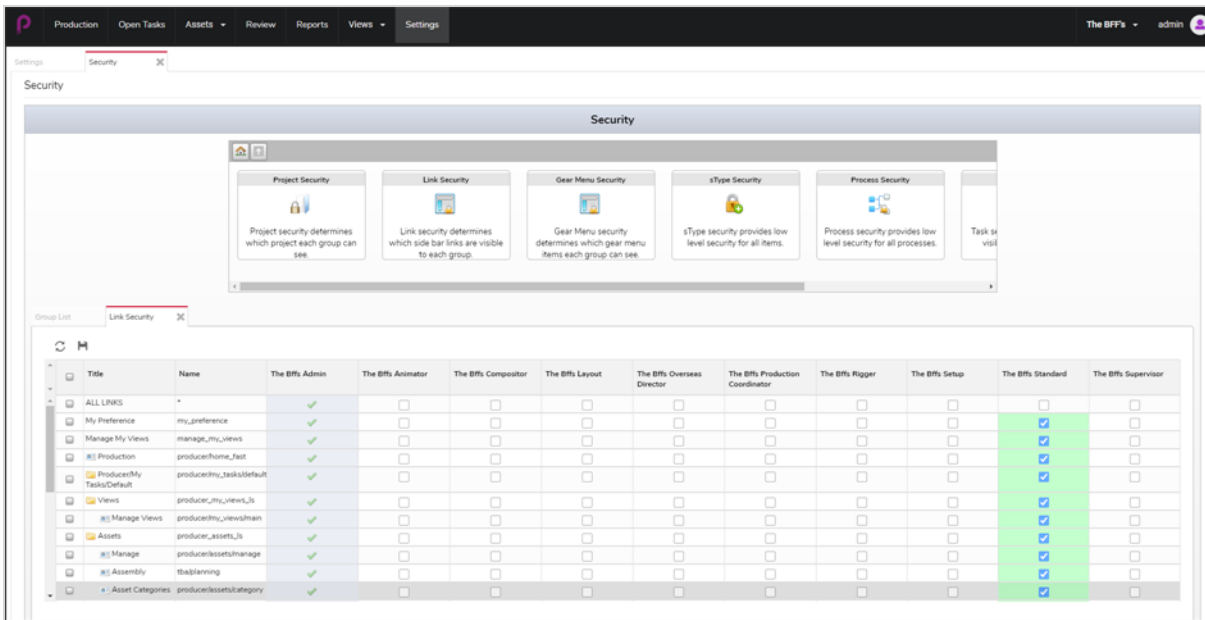 Production Open Tasks Assets Review Reports Views Settings The BFF's admin
Settings Security
Security
Security
Project Security Link Security Gear Menu Security sType Security Process Security
Project security determines Link security determines Gear Menu security sType security provides low Process security provides low Task se
which project each group can which side bar links are visible determines which gear menu level security for all items. level security for all processes. visil
see. to each group. items each group can see.
Group List Link Security
Title Name The Bffs Admin The Bffs Animator The Bffs Compositor The Bffs Layout The Bffs Overseas The Bffs Production The Bffs Rigger The Bffs Setup The Bffs Standard The Bffs Supervisor
Director Coordinator
ALL LINKS *
My Preference my_preference
Manage My Views manage_my_views
Production producer/home_fast
Producer/My producer/my_tasks/default
Tasks/Default
Views producer_my_views_ls
Manage Views producer/my_views/main
Assets producer_assets_ls
Manage producer/assets/manage
Assembly tba/planning
Asset Categories producer/assets/category